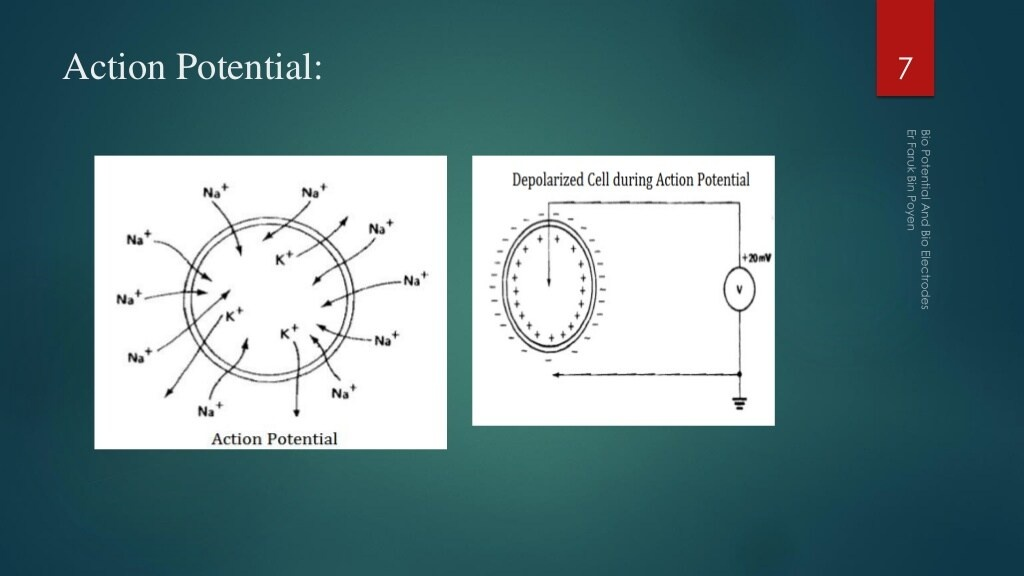 Action Potential:
7
Bio Potential And Bio Electrodes
Er Faruk Bin Poyen
Na+
Na+
Na+
Na+
K+
Na+
Na+
K+
K+
Na+
Na+
Na+
Na+
Action Potential
Depolarized Cell during Action Potential
+20mV
V